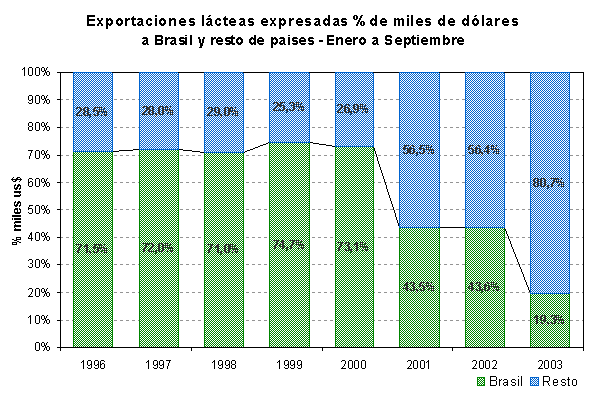 Exportaciones lácteas expresadas % de miles de dólares
a Brasil y resto de paises - Enero a Septiembre
% miles us$
100%
90%
80%
70%
60%
50%
40%
30%
20%
10%
0%
28,5% 28,0% 29,0% 25,3% 26,9% 56,5% 56,4% 80,7%
71,5% 72,0% 71,0% 74,7% 73,1% 43,5% 43,6% 19,3%
1996 1997 1998 1999 2000 2001 2002 2003
Brasil Resto